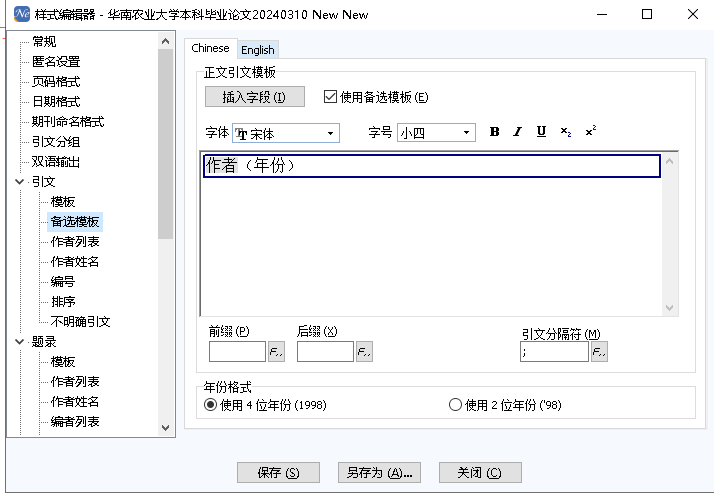 样式编辑器 - 华南农业大学本科毕业论文20240310 New New
常规
匿名设置
页码格式
日期格式
期刊命名格式
引文分组
双语输出
引文
模板
备选模板
作者列表
作者姓名
编号
排序
不明确引文
题录
模板
作者列表
作者姓名
编者列表
Chinese
English
正文引文模板
插入字段 (I)
使用备选模板 (E)
字体
宋体
字号
小四
B
I
U
x₂
x²
作者（年份）
前缀 (P)
后缀 (X)
引文分隔符 (M)
F,,
F,,
;
F,,
年份格式
使用 4 位年份 (1998)
使用 2 位年份 ('98)
保存 (S)
另存为 (A)...
关闭 (C)